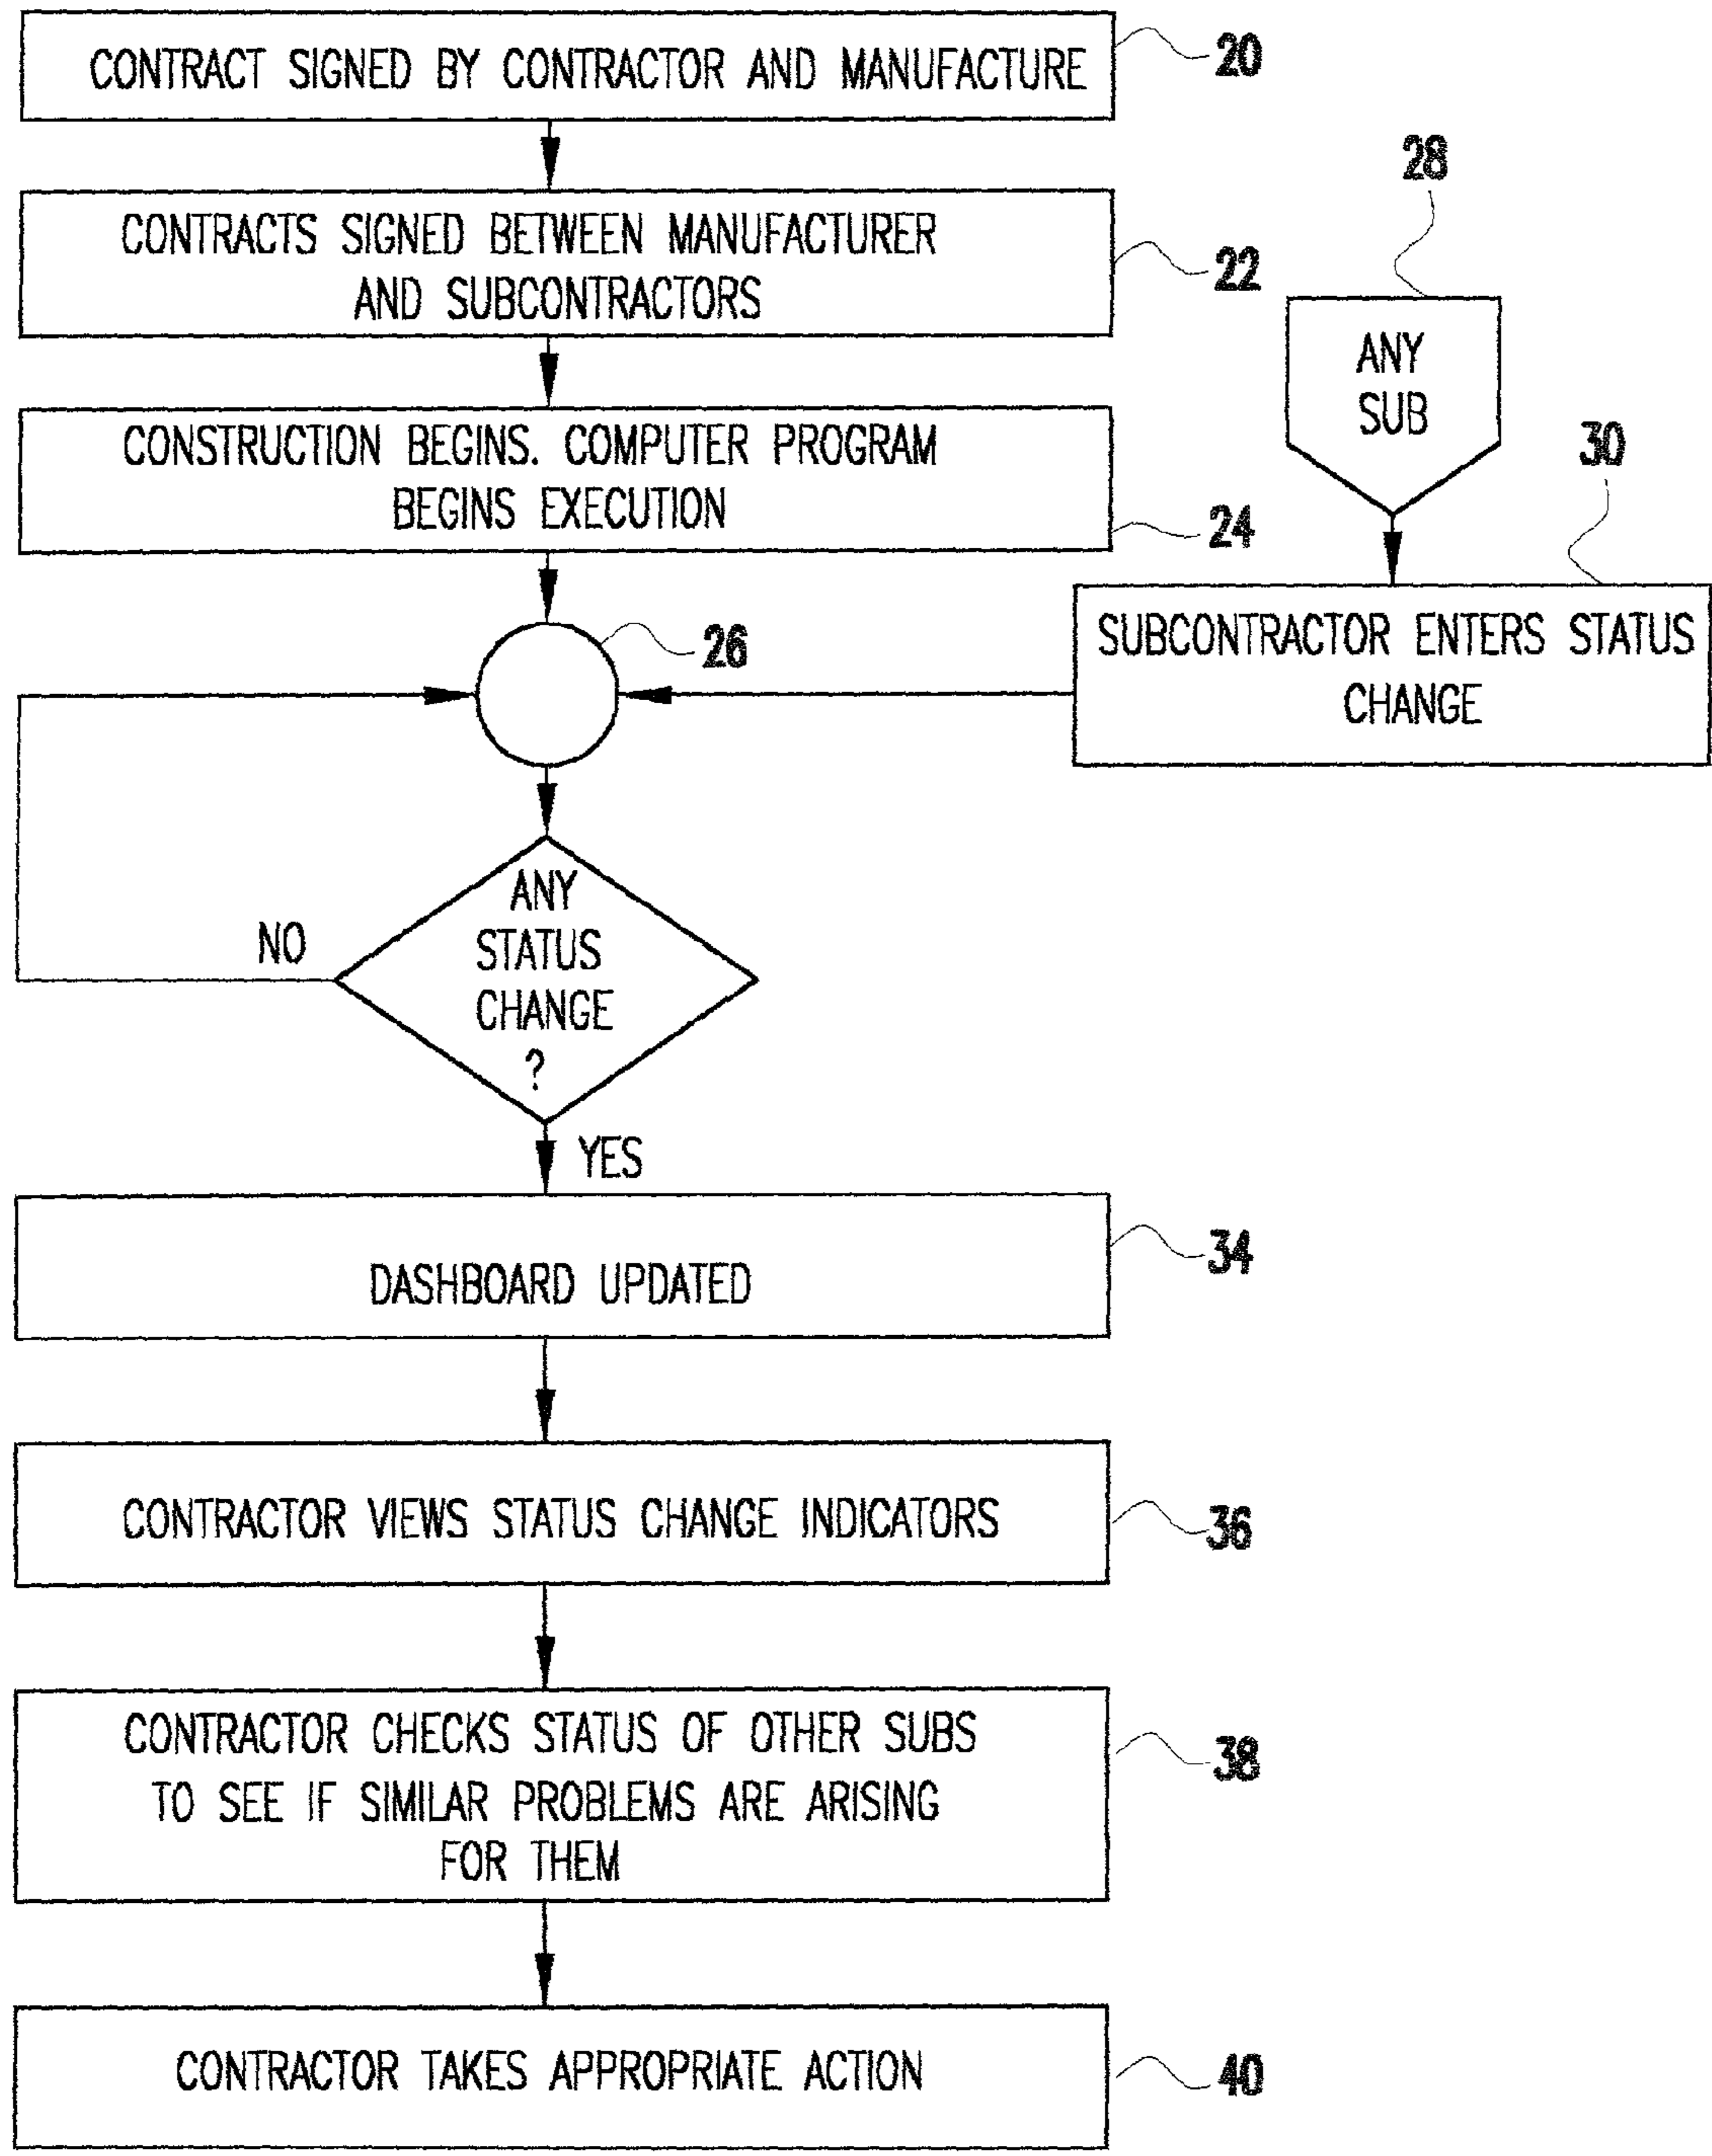 CONTRACT SIGNED BY CONTRACTOR AND MANUFACTURE
20
CONTRACTS SIGNED BETWEEN MANUFACTURER
AND SUBCONTRACTORS
22
28
ANY
SUB
CONSTRUCTION BEGINS. COMPUTER PROGRAM
BEGINS EXECUTION
24
30
SUBCONTRACTOR ENTERS STATUS
CHANGE
26
ANY
STATUS
CHANGE
?
NO
YES
DASHBOARD UPDATED
34
CONTRACTOR VIEWS STATUS CHANGE INDICATORS
36
CONTRACTOR CHECKS STATUS OF OTHER SUBS
TO SEE IF SIMILAR PROBLEMS ARE ARISING
FOR THEM
38
CONTRACTOR TAKES APPROPRIATE ACTION
40